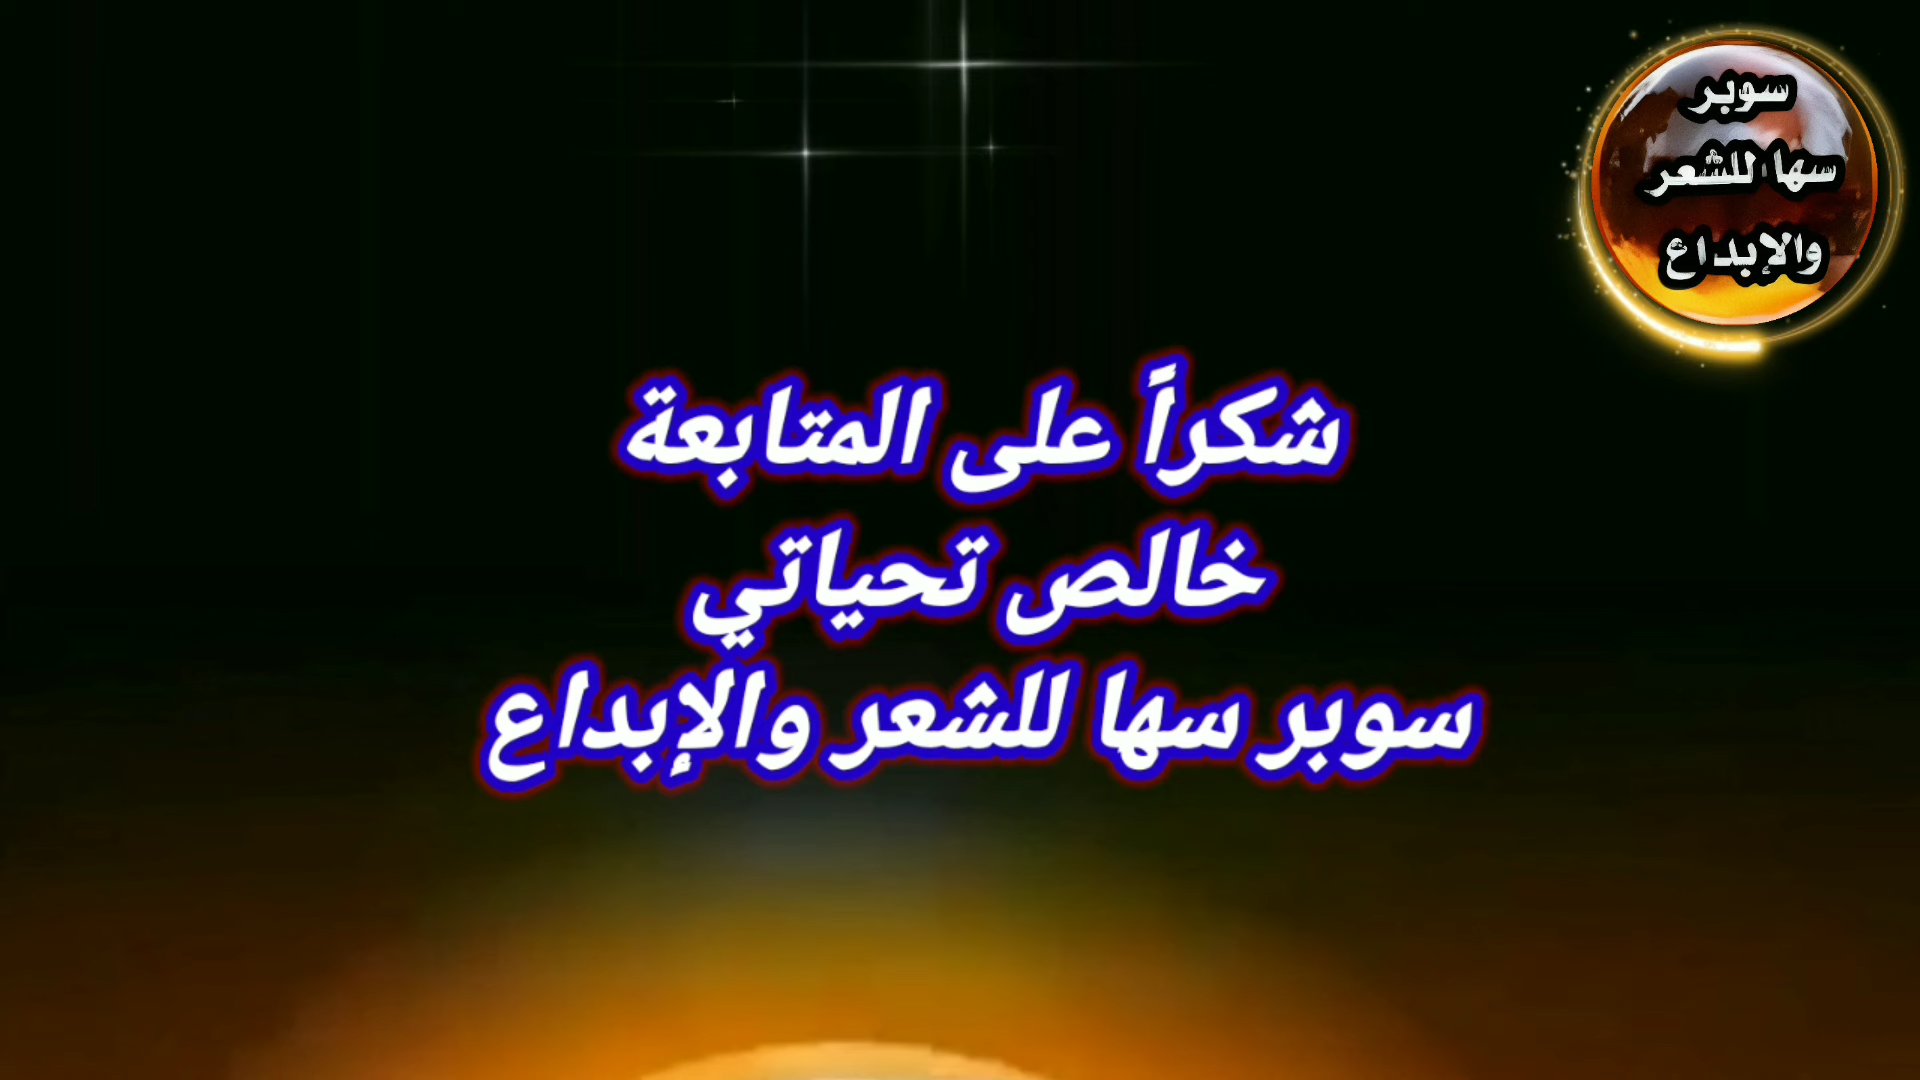 سوبر
سها للشعر
والإبداع
شكراً على المتابعة
خالص تحياتي
سوبر سها للشعر والإبداع